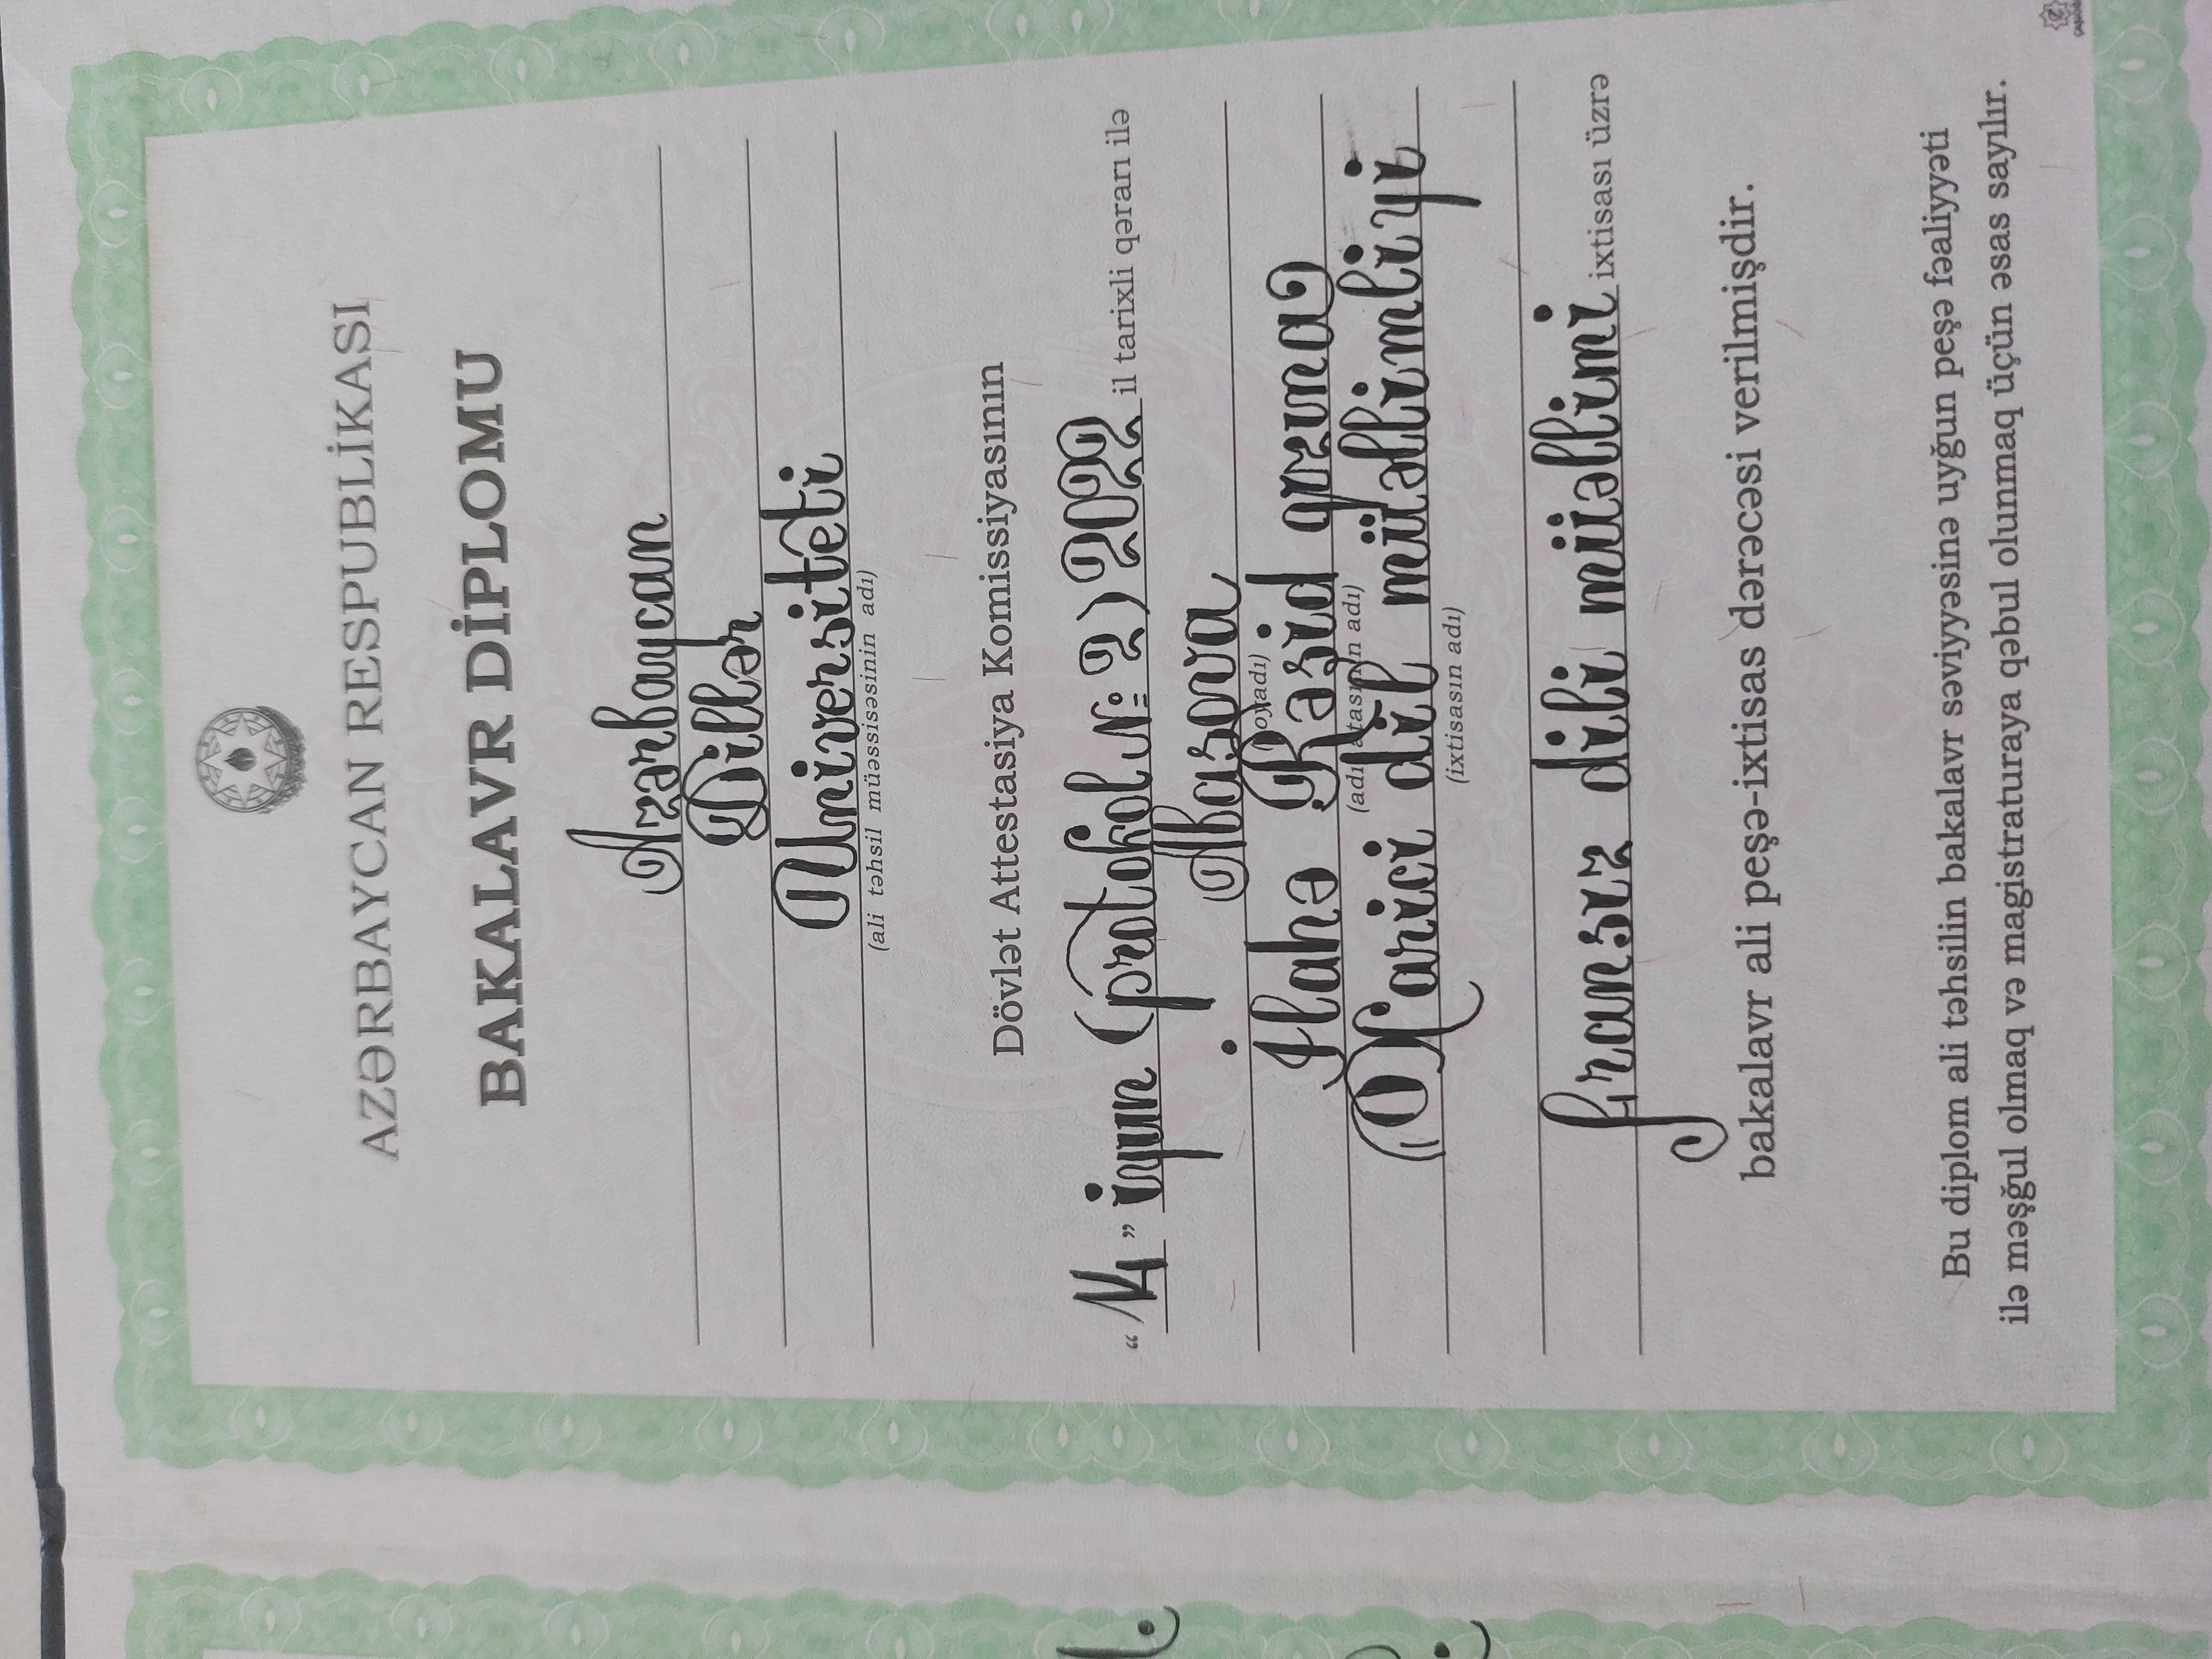 AZƏRBAYCAN RESPUBLİKASI
BAKALAVR DİPLOMU
Azərbaycan
Dillər
Universiteti
(ali təhsil müəssisəsinin adı)
Dövlət Attestasiya Komissiyasının
“14” iyun (protokol №: 2) 2022 il tarixli qərarı ilə
Abasova
(soyadı)
İlahə Rəşid qızına
(adı, atasının adı)
(Xarici dil müəllimliyi
(ixtisasın adı)
fransız dili müəllimi ixtisası üzrə
bakalavr ali peşə-ixtisas dərəcəsi verilmişdir.
Bu diplom ali təhsilin bakalavr səviyyəsinə uyğun peşə fəaliyyəti
ilə məşğul olmaq və magistraturaya qəbul olunmaq üçün əsas sayılır.